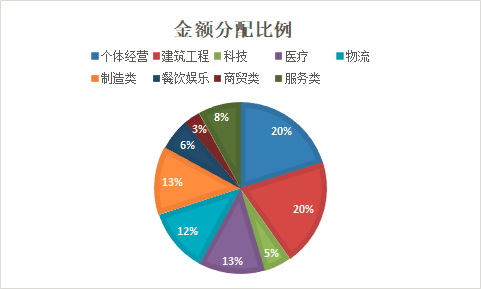 金额分配比例
个体经营 建筑工程 科技 医疗 物流
制造类 餐饮娱乐 商贸类 服务类
8% 20%
3%
6%
13%
20%
12%
5%
13%